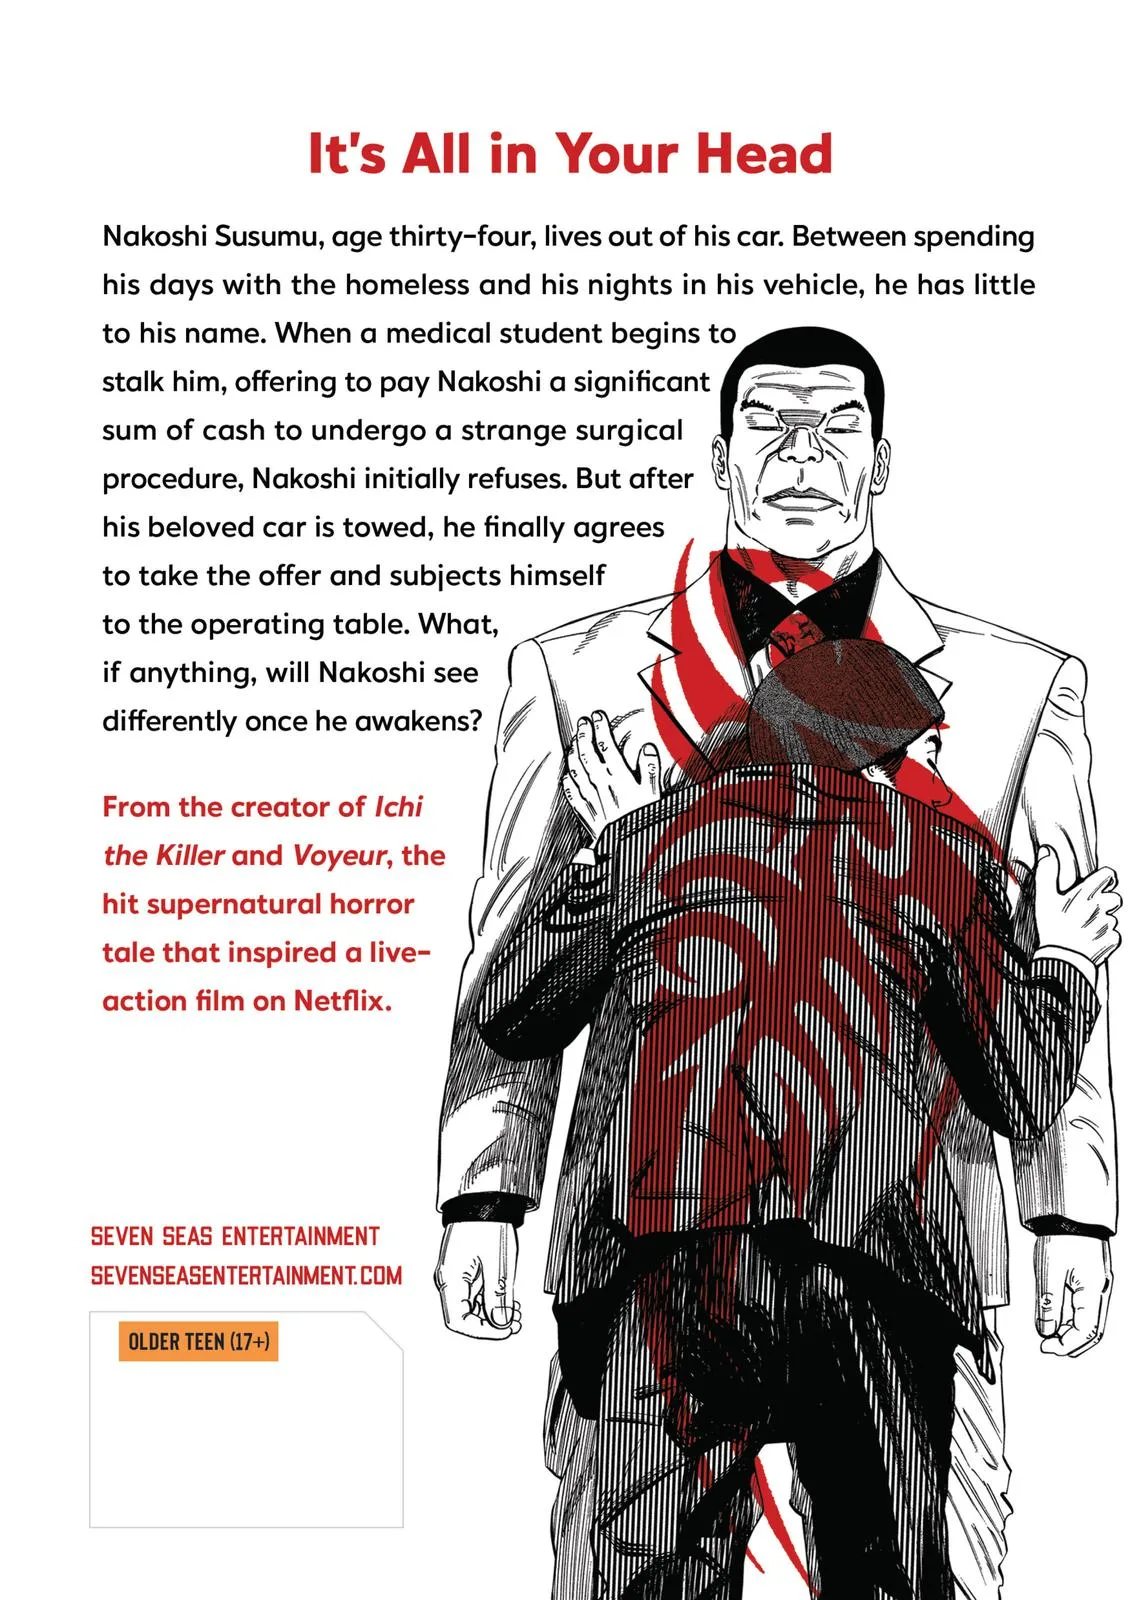 It's All in Your Head
Nakoshi Susumu, age thirty-four, lives out of his car. Between spending
his days with the homeless and his nights in his vehicle, he has little
to his name. When a medical student begins to
stalk him, offering to pay Nakoshi a significant
sum of cash to undergo a strange surgical
procedure, Nakoshi initially refuses. But after
his beloved car is towed, he finally agrees
to take the offer and subjects himself
to the operating table. What,
if anything, will Nakoshi see
differently once he awakens?
From the creator of Ichi
the Killer and Voyeur, the
hit supernatural horror
tale that inspired a live-
action film on Netflix.
SEVEN SEAS ENTERTAINMENT
SEVENSEASENTERTAINMENT.COM
OLDER TEEN (17+)